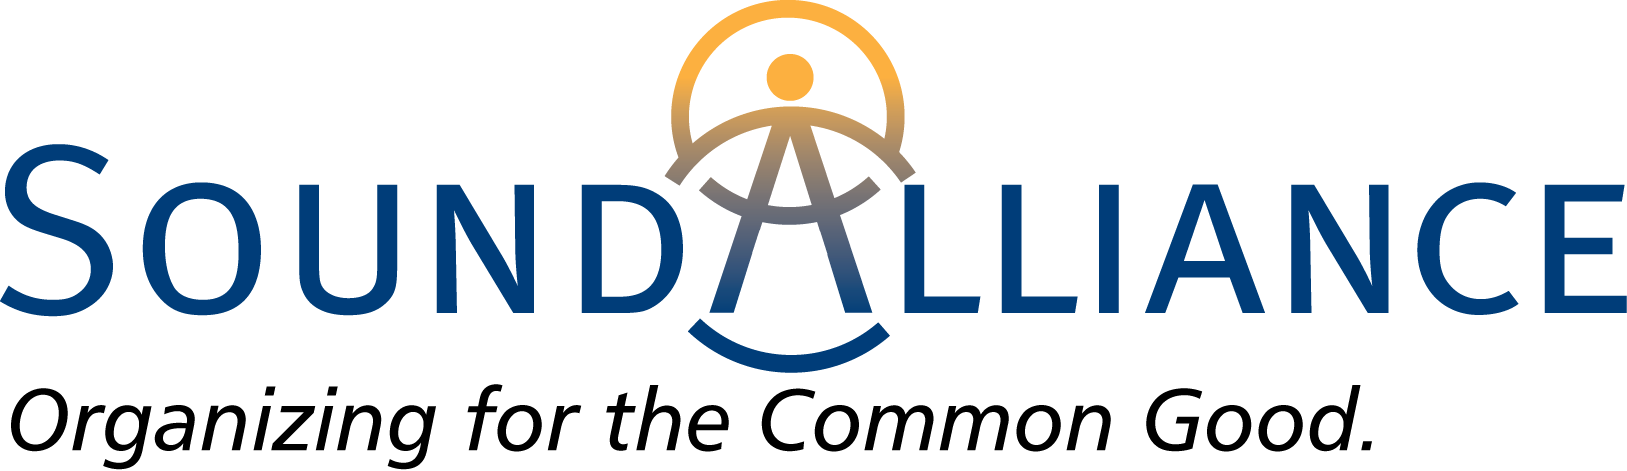 SOUNDALLIANCE
Organizing for the Common Good.